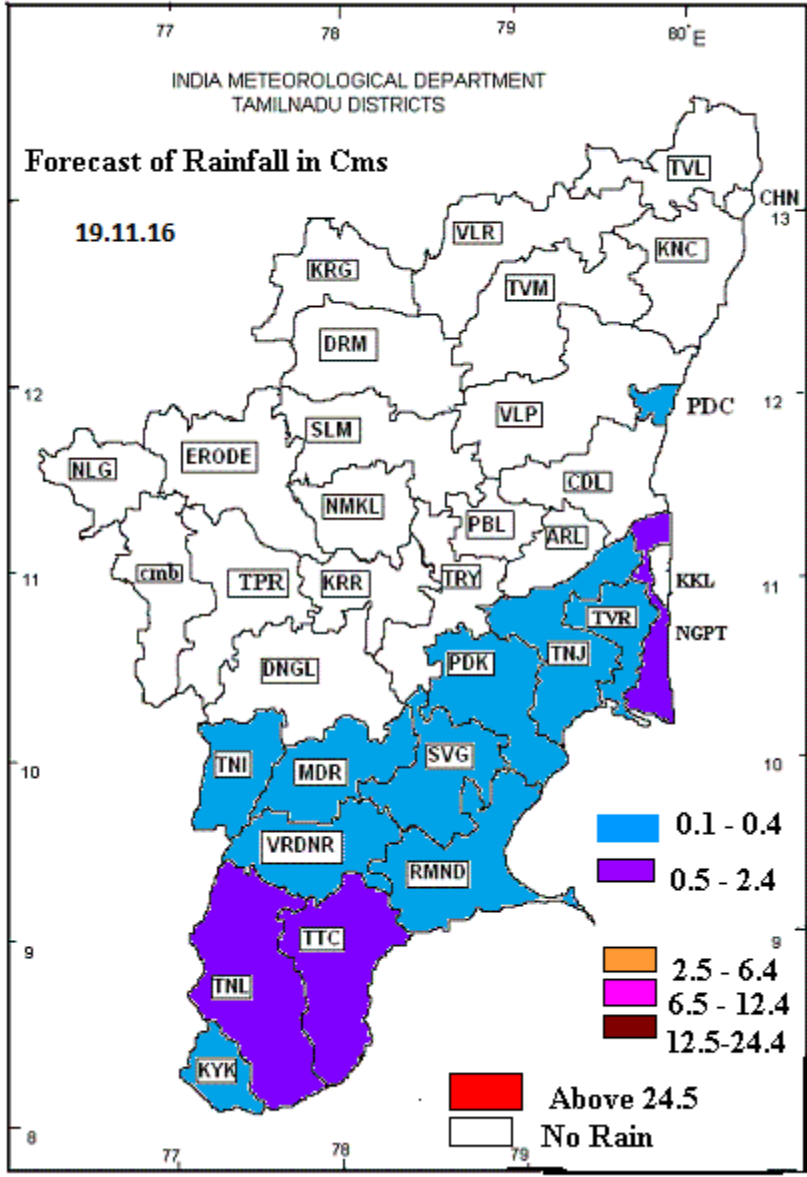 77 78 79 80° E
INDIA METEOROLOGICAL DEPARTMENT
TAMILNADU DISTRICTS
Forecast of Rainfall in Cms
TVL
CHN
13
19.11.16
VLR
KNC
KRG
TVM
DRM
12
12
PDC
VLP
SLM
ERODE
NLG
CDL
NMKL
PBL
ARL
11
cmb
TPR
KRR
TRY
11
KKL
TVR
NGPT
TNJ
PDK
DNGL
10
TNI
MDR
SVG
10
0.1 - 0.4
VRDNR
RMND
0.5 - 2.4
9
TTC
9
2.5 - 6.4
TNL
6.5 - 12.4
12.5-24.4
KYK
Above 24.5
8
No Rain
77 78 79